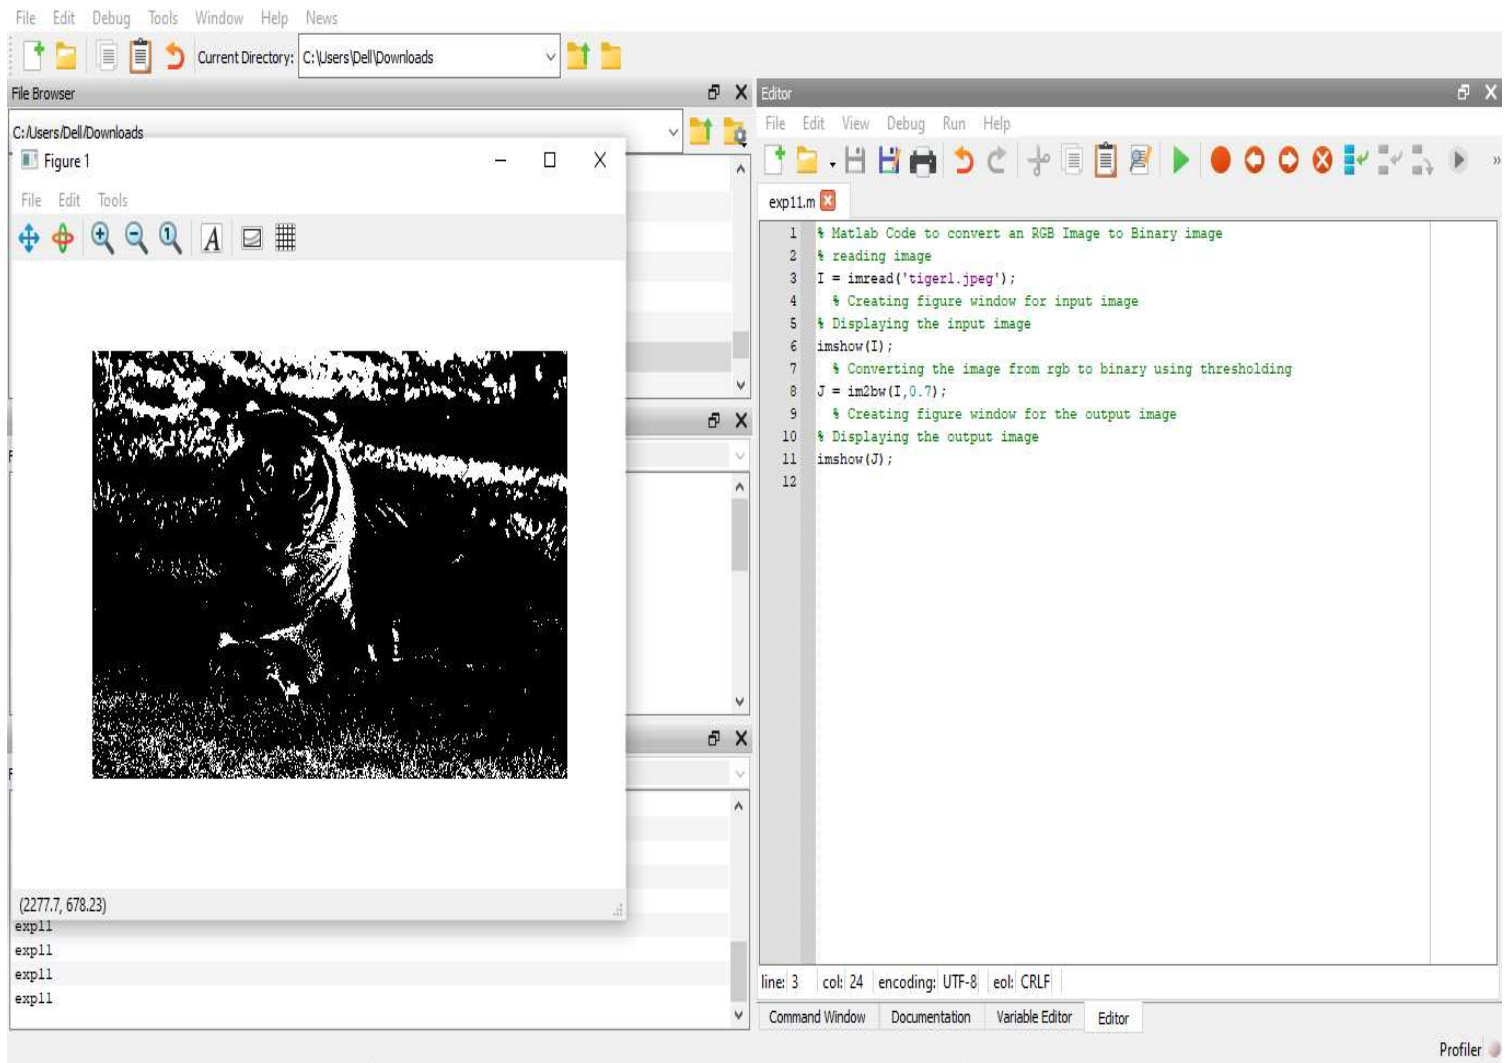 File Edit Debug Tools Window Help News
Current Directory: C:\Users\Dell\Downloads
File Browser
C:/Users/Dell/Downloads
Figure 1
File Edit Tools
A
(2277.7, 678.23)
exp11
exp11
exp11
exp11
Editor
File Edit View Debug Run Help
exp11.m
1 % Matlab Code to convert an RGB Image to Binary image
2 % reading image
3 I = imread('tiger1.jpeg');
4 % Creating figure window for input image
5 % Displaying the input image
6 imshow(I);
7 % Converting the image from rgb to binary using thresholding
8 J = im2bw(I,0.7);
9 % Creating figure window for the output image
10 % Displaying the output image
11 imshow(J);
12
line: 3 col: 24 encoding: UTF-8 eol: CRLF
Command Window Documentation Variable Editor Editor
Profiler